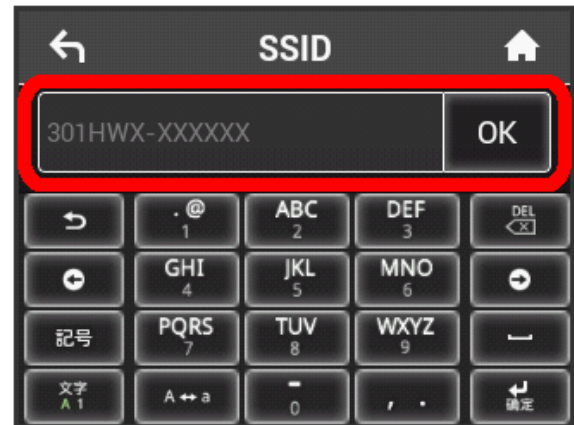 SSID
301HWX-XXXXXX OK
. @ ABC DEF DEL
1 2 3
GHI JKL MNO
4 5 6
記号 PQRS TUV WXYZ
7 8 9
文字 A ↔ a - , .
A 1 0 確定